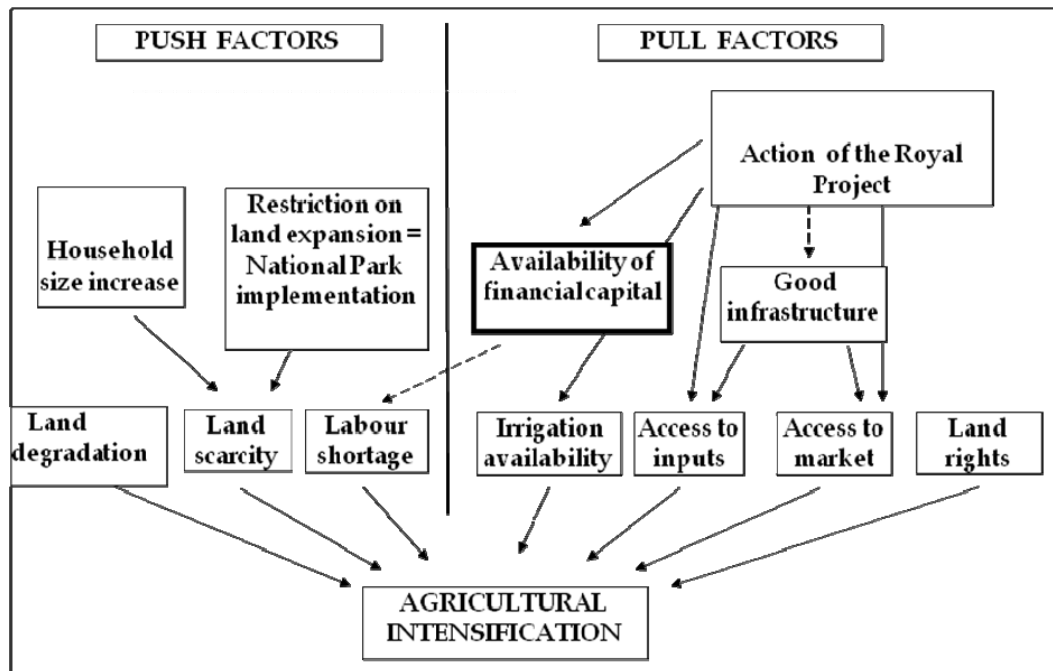 PUSH FACTORS
PULL FACTORS
Action of the Royal
Project
Household
size increase
Restriction on
land expansion =
National Park
implementation
Availability of
financial capital
Good
infrastructure
Land
degradation
Land
scarcity
Labour
shortage
Irrigation
availability
Access to
inputs
Access to
market
Land
rights
AGRICULTURAL
INTENSIFICATION